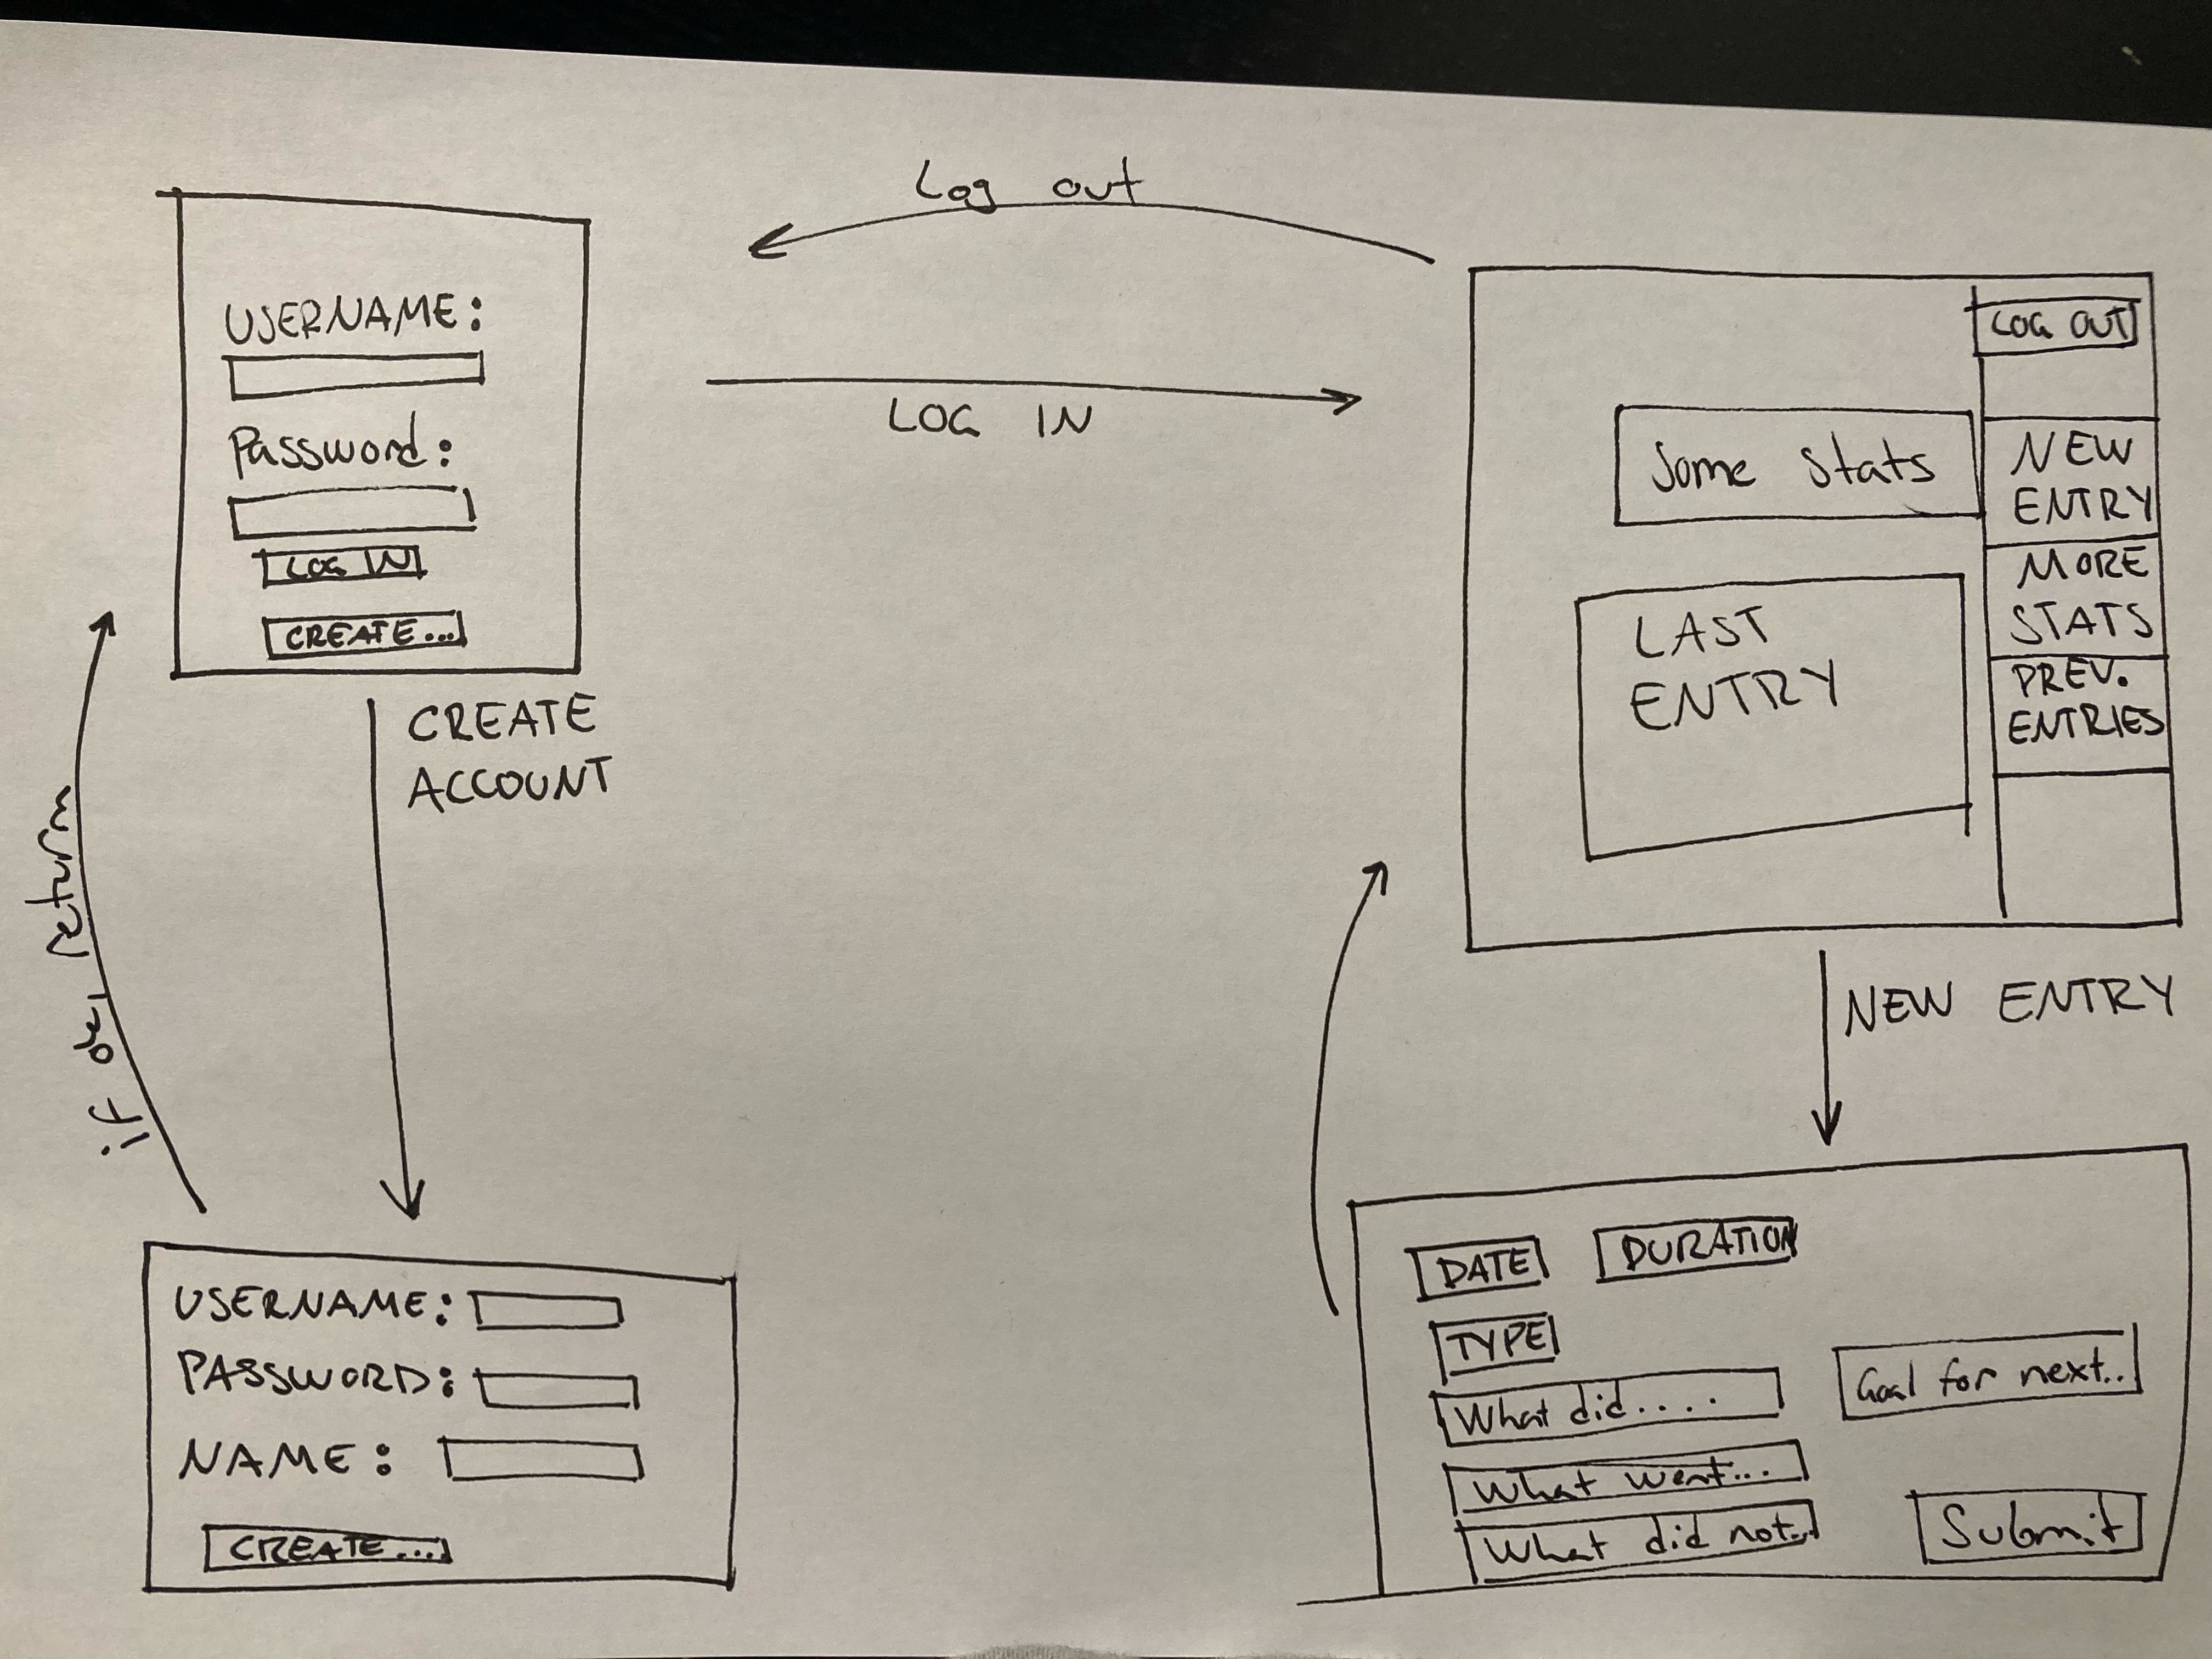 Log out
USERNAME:
Password:
LOG IN
CREATE...
LOG IN
LOG OUT
Some stats
NEW
ENTRY
MORE
STATS
PREV.
ENTRIES
LAST
ENTRY
CREATE
ACCOUNT
if ok, return
NEW ENTRY
USERNAME:
PASSWORD:
NAME:
CREATE...
DATE DURATION
TYPE
What did....
Goal for next..
What went...
What did not..
Submit